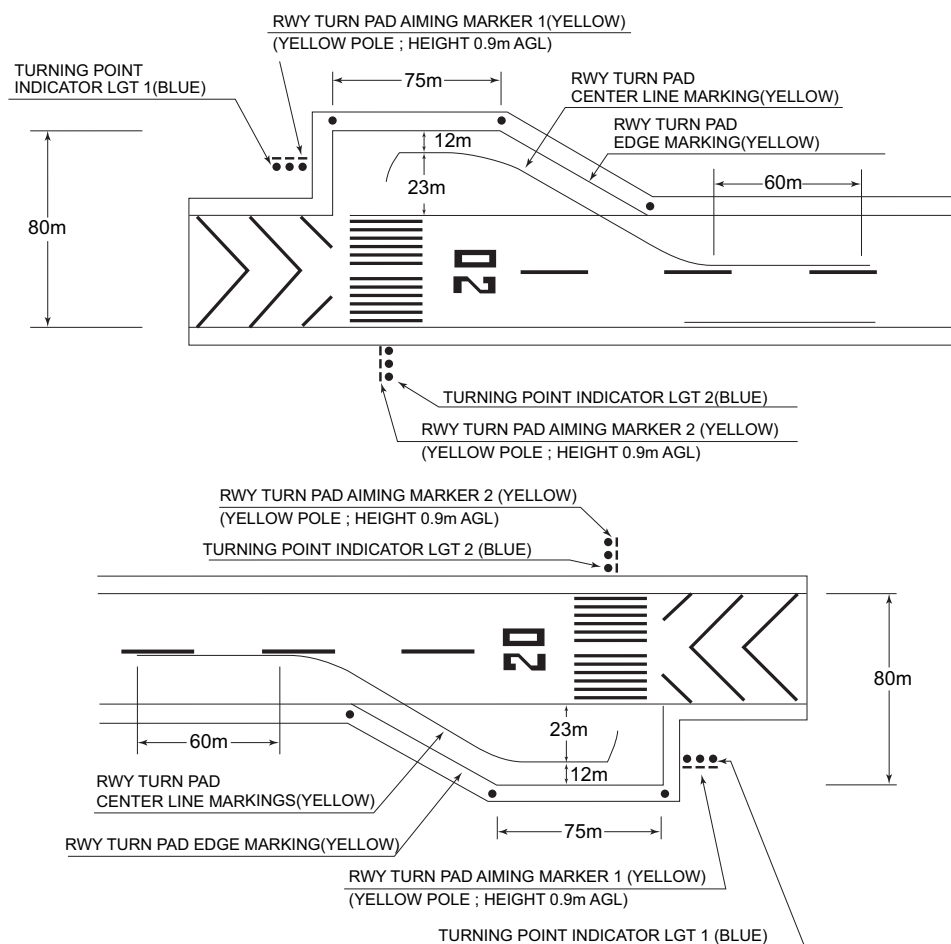 RWY TURN PAD AIMING MARKER 1(YELLOW)
(YELLOW POLE ; HEIGHT 0.9m AGL)
TURNING POINT
INDICATOR LGT 1(BLUE)
75m
RWY TURN PAD
CENTER LINE MARKING(YELLOW)
RWY TURN PAD
EDGE MARKING(YELLOW)
12m
23m
60m
80m
02
TURNING POINT INDICATOR LGT 2(BLUE)
RWY TURN PAD AIMING MARKER 2 (YELLOW)
(YELLOW POLE ; HEIGHT 0.9m AGL)
RWY TURN PAD AIMING MARKER 2 (YELLOW)
(YELLOW POLE ; HEIGHT 0.9m AGL)
TURNING POINT INDICATOR LGT 2 (BLUE)
20
80m
23m
60m
12m
RWY TURN PAD
CENTER LINE MARKINGS(YELLOW)
75m
RWY TURN PAD EDGE MARKING(YELLOW)
RWY TURN PAD AIMING MARKER 1 (YELLOW)
(YELLOW POLE ; HEIGHT 0.9m AGL)
TURNING POINT INDICATOR LGT 1 (BLUE)